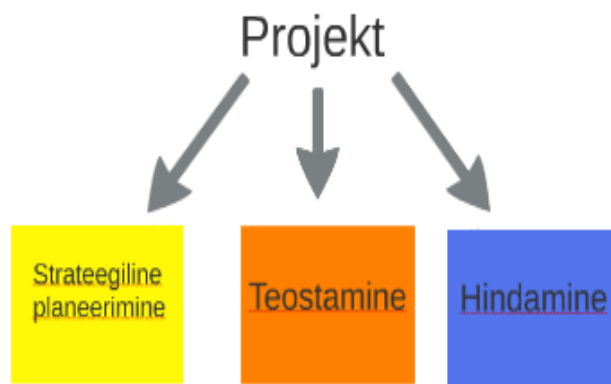 Projekt
Strateegiline
planeerimine
Teostamine
Hindamine